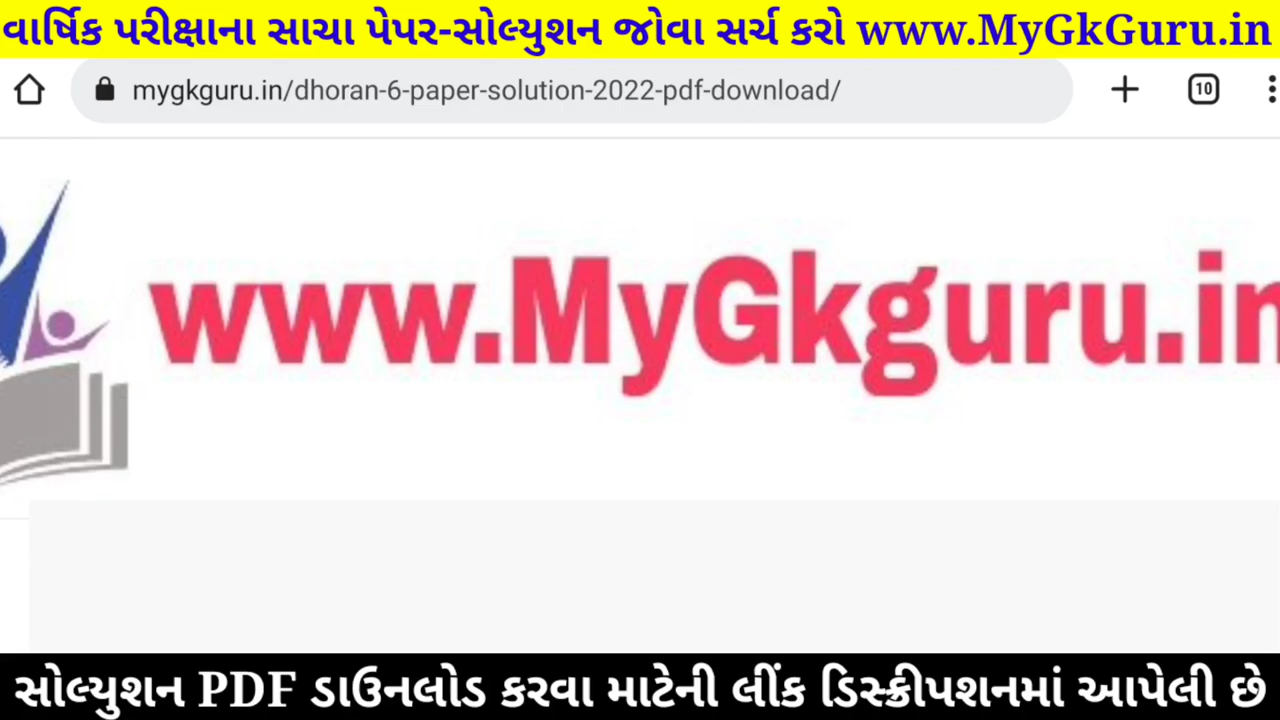 વાર્ષિક પરીક્ષાના સાચા પેપર-સોલ્યુશન જોવા સર્ચ કરો www.MyGkGuru.in
mygkguru.in/dhoran-6-paper-solution-2022-pdf-download/
10
www.MyGkguru.in
સોલ્યુશન PDF ડાઉનલોડ કરવા માટેની લીંક ડિસ્ક્રીપશનમાં આપેલી છે